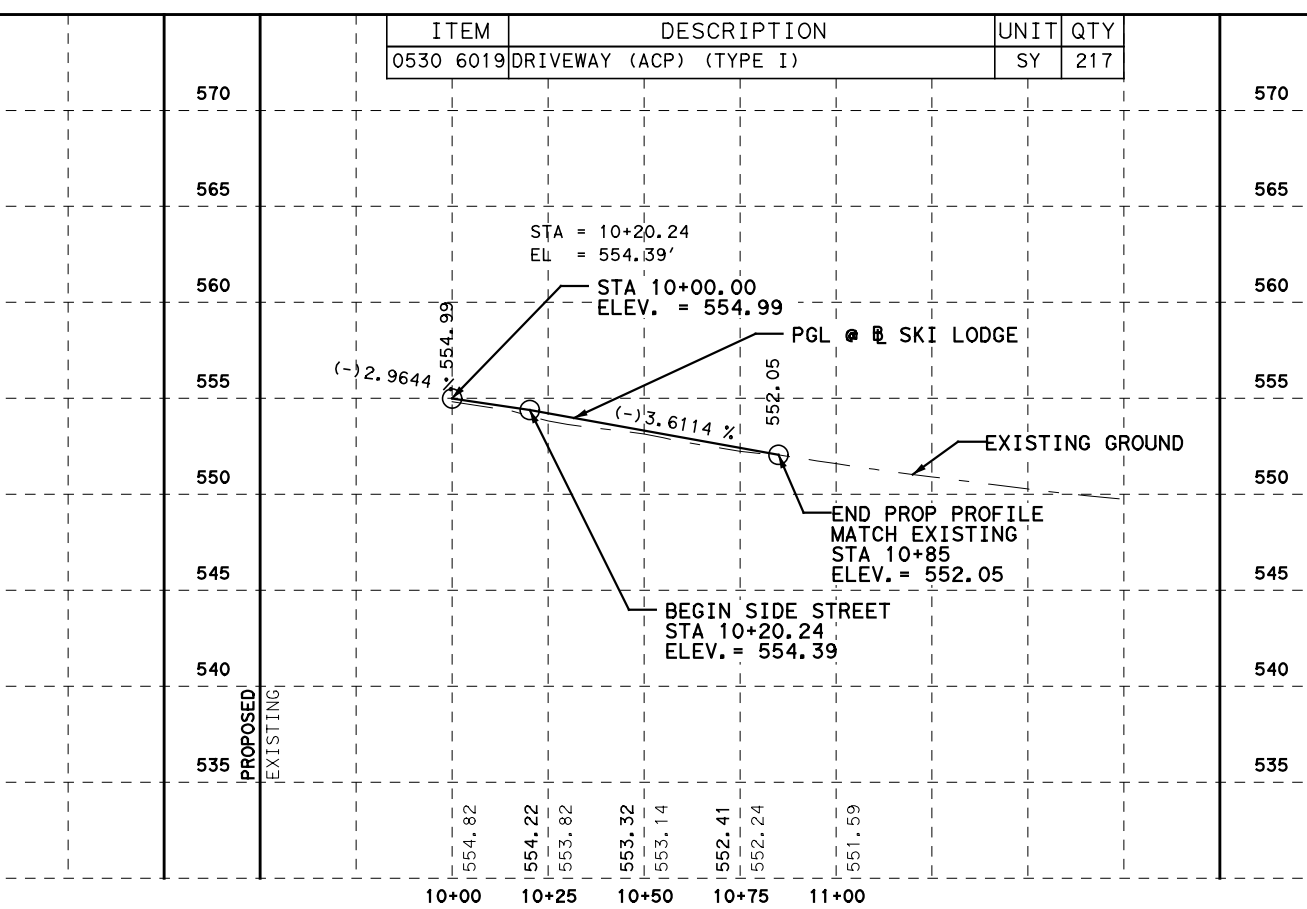 ITEM DESCRIPTION UNIT QTY
0530 6019 DRIVEWAY (ACP) (TYPE I) SY 217
570 570
565 565
STA = 10+20.24
EL = 554.39'
560 560
STA 10+00.00
ELEV. = 554.99
554.99
PGL @ ℄ SKI LODGE
(-)2.9644 %
555 555
552.05
(-)3.6114 %
EXISTING GROUND
550 550
END PROP PROFILE
MATCH EXISTING
STA 10+85
ELEV. = 552.05
545 545
BEGIN SIDE STREET
STA 10+20.24
ELEV. = 554.39
540 540
PROPOSED
EXISTING
535 535
554.82
554.22
553.82
553.32
553.14
552.41
552.24
551.59
10+00 10+25 10+50 10+75 11+00